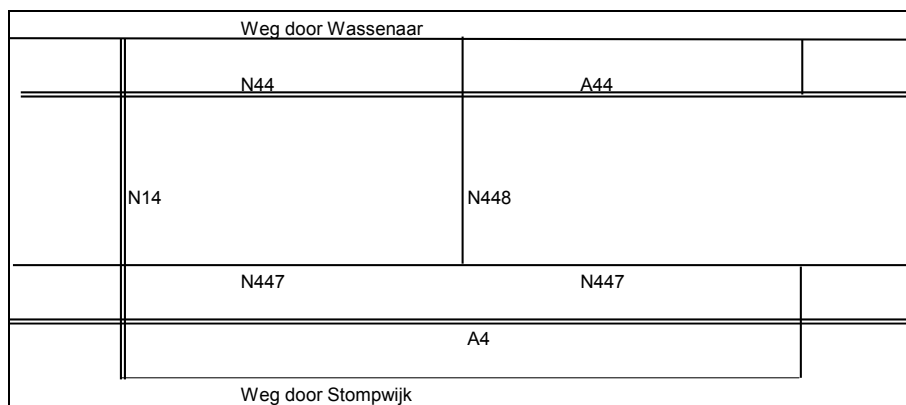 Weg door Wassenaar
N44 A44
N14 N448
N447 N447
A4
Weg door Stompwijk